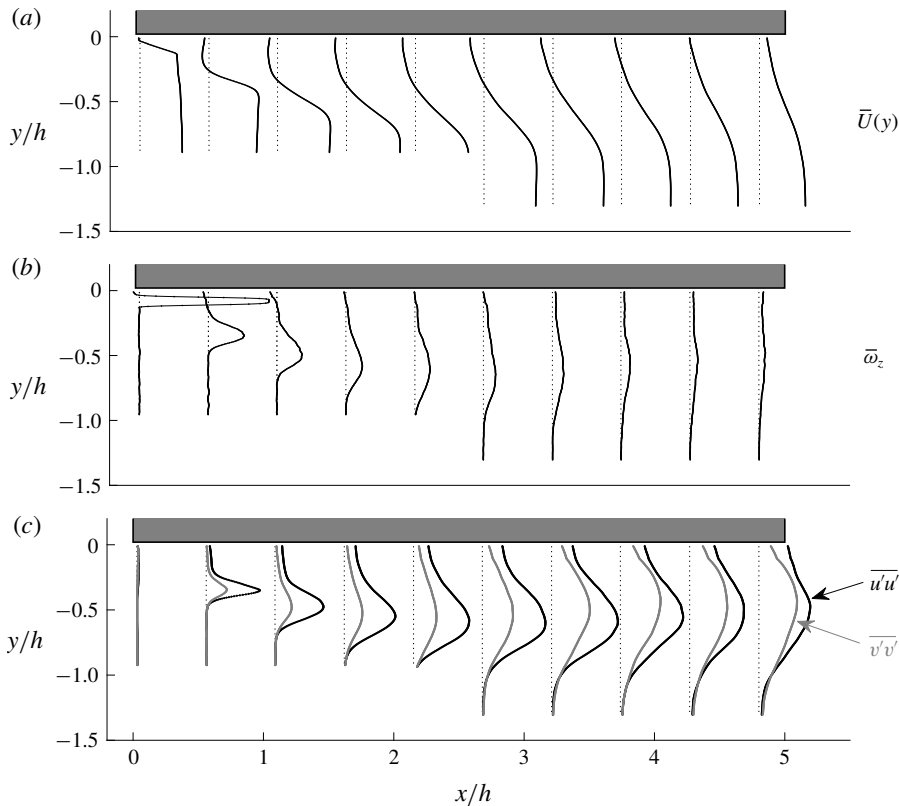 (a)
0
−0.5
−1.0
−1.5
y/h
U̅(y)
(b)
0
−0.5
−1.0
−1.5
y/h
ω̅z
(c)
0
−0.5
−1.0
−1.5
y/h
u′u′
v′v′
0 1 2 3 4 5
x/h